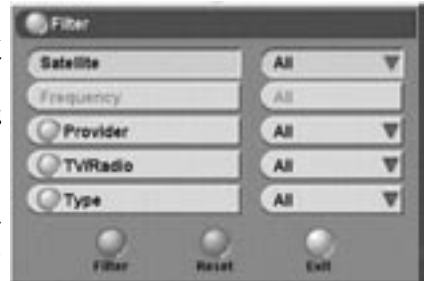 Filter
Satellite All
Frequency All
Provider All
TV/Radio All
Type All
Filter Reset Exit